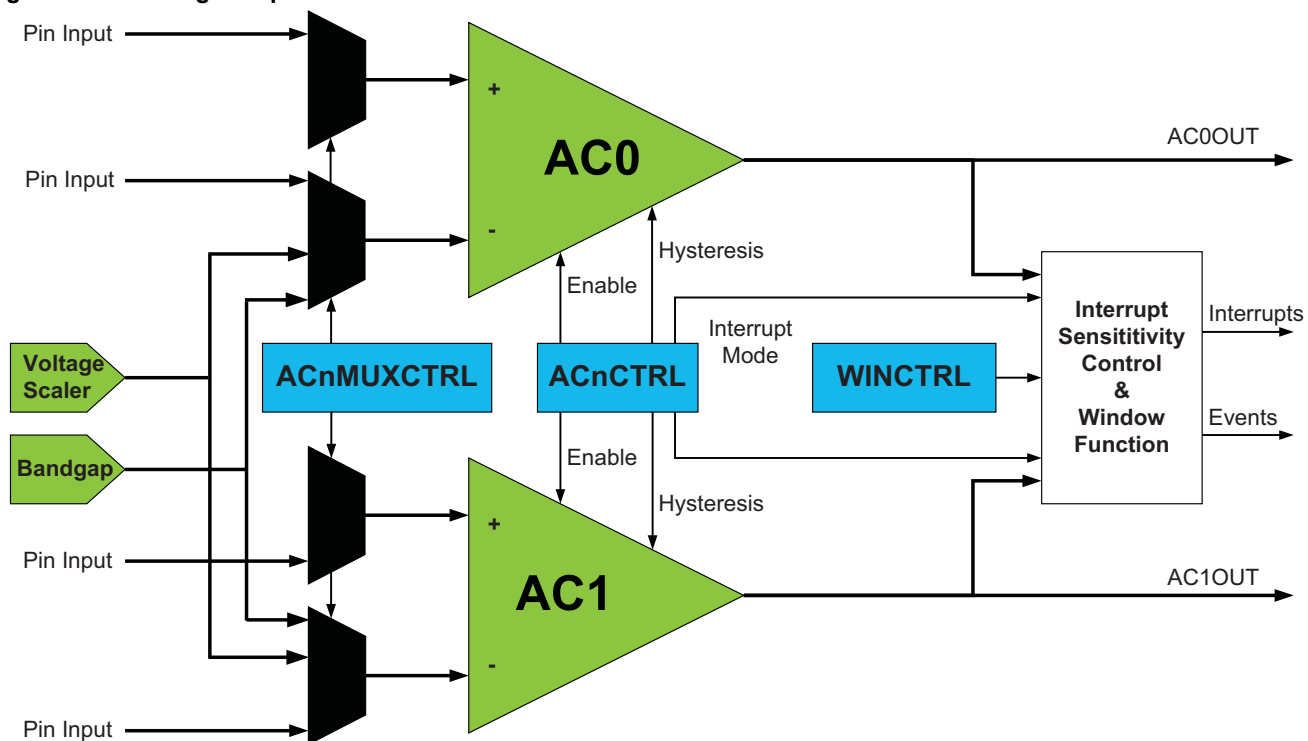 Pin Input
+
AC0
AC0OUT
Pin Input
-
Hysteresis
Enable
Voltage
Scaler
ACnMUXCTRL
ACnCTRL
Interrupt
Mode
WINCTRL
Interrupt
Sensititivity
Control
&
Window
Function
Interrupts
Events
Bandgap
Enable
Hysteresis
+
Pin Input
AC1
AC1OUT
-
Pin Input